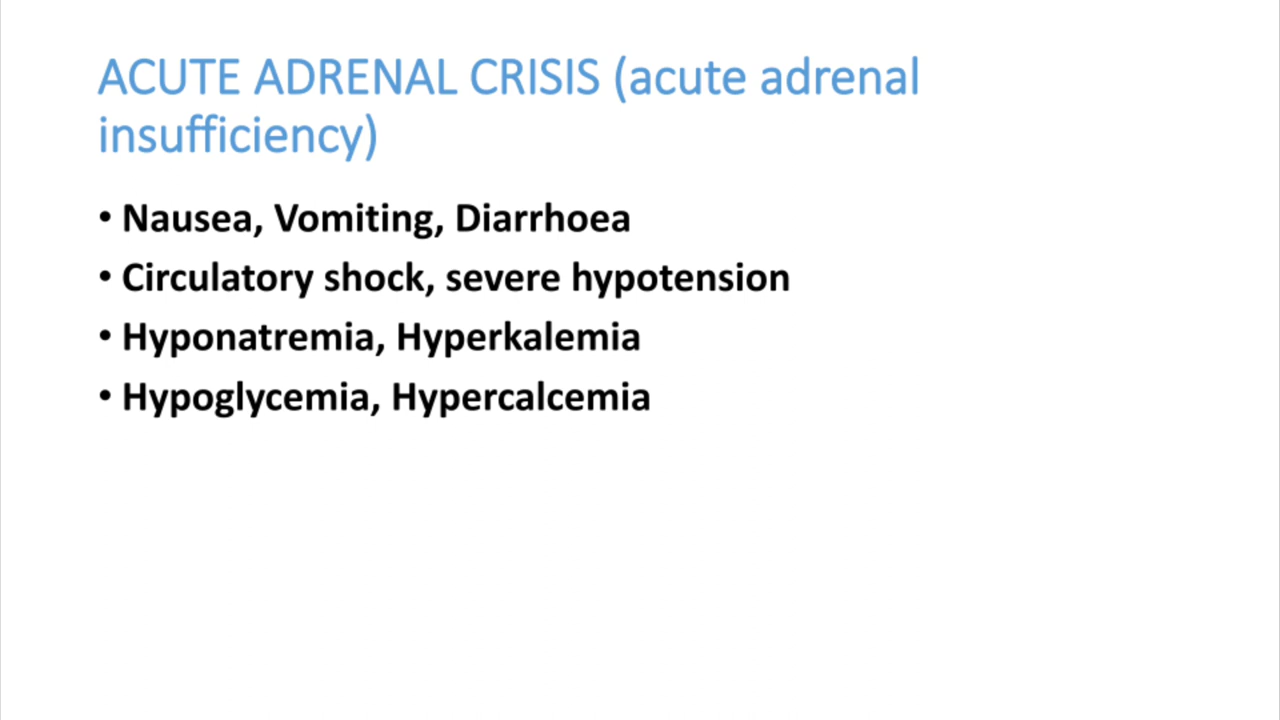 ACUTE ADRENAL CRISIS (acute adrenal
insufficiency)
• Nausea, Vomiting, Diarrhoea
• Circulatory shock, severe hypotension
• Hyponatremia, Hyperkalemia
• Hypoglycemia, Hypercalcemia